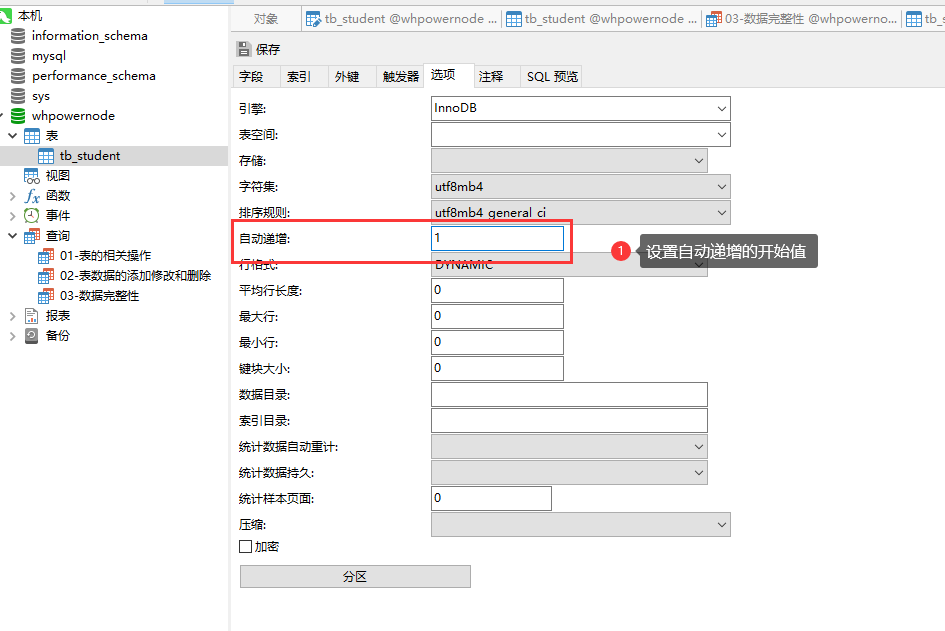 本机
information_schema
mysql
performance_schema
sys
whpowernode
表
tb_student
视图
函数
事件
查询
01-表的相关操作
02-表数据的添加修改和删除
03-数据完整性
报表
备份
对象
tb_student @whpowernode ...
tb_student @whpowernode ...
03-数据完整性 @whpowerno...
tb_s
保存
字段 索引 外键 触发器 选项 注释 SQL 预览
引擎: InnoDB
表空间:
存储:
字符集: utf8mb4
排序规则: utf8mb4_general_ci
自动递增: 1
1 设置自动递增的开始值
行格式: DYNAMIC
平均行长度: 0
最大行: 0
最小行: 0
键块大小: 0
数据目录:
索引目录:
统计数据自动重计:
统计数据持久:
统计样本页面: 0
压缩:
加密
分区